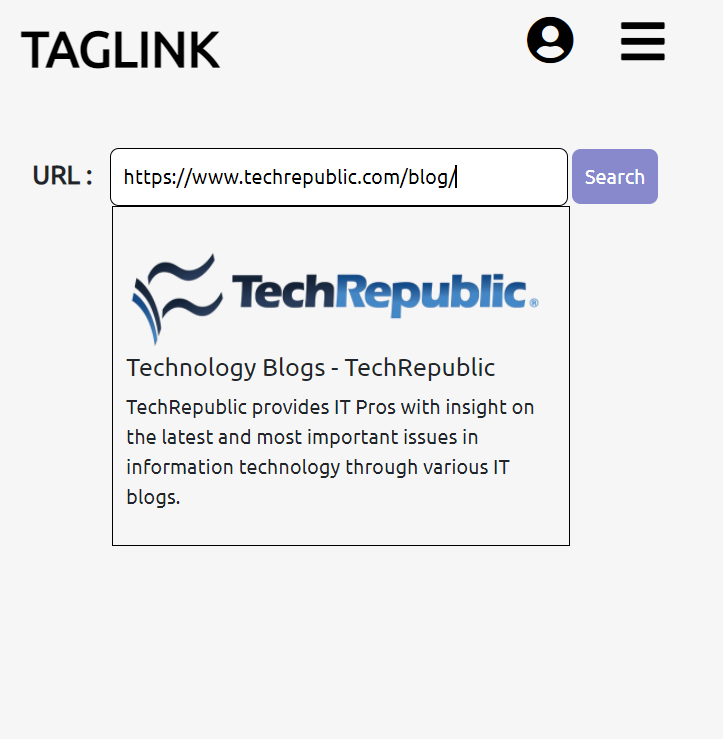 TAGLINK
URL :
https://www.techrepublic.com/blog/
Search
TechRepublic®
Technology Blogs - TechRepublic
TechRepublic provides IT Pros with insight on
the latest and most important issues in
information technology through various IT
blogs.